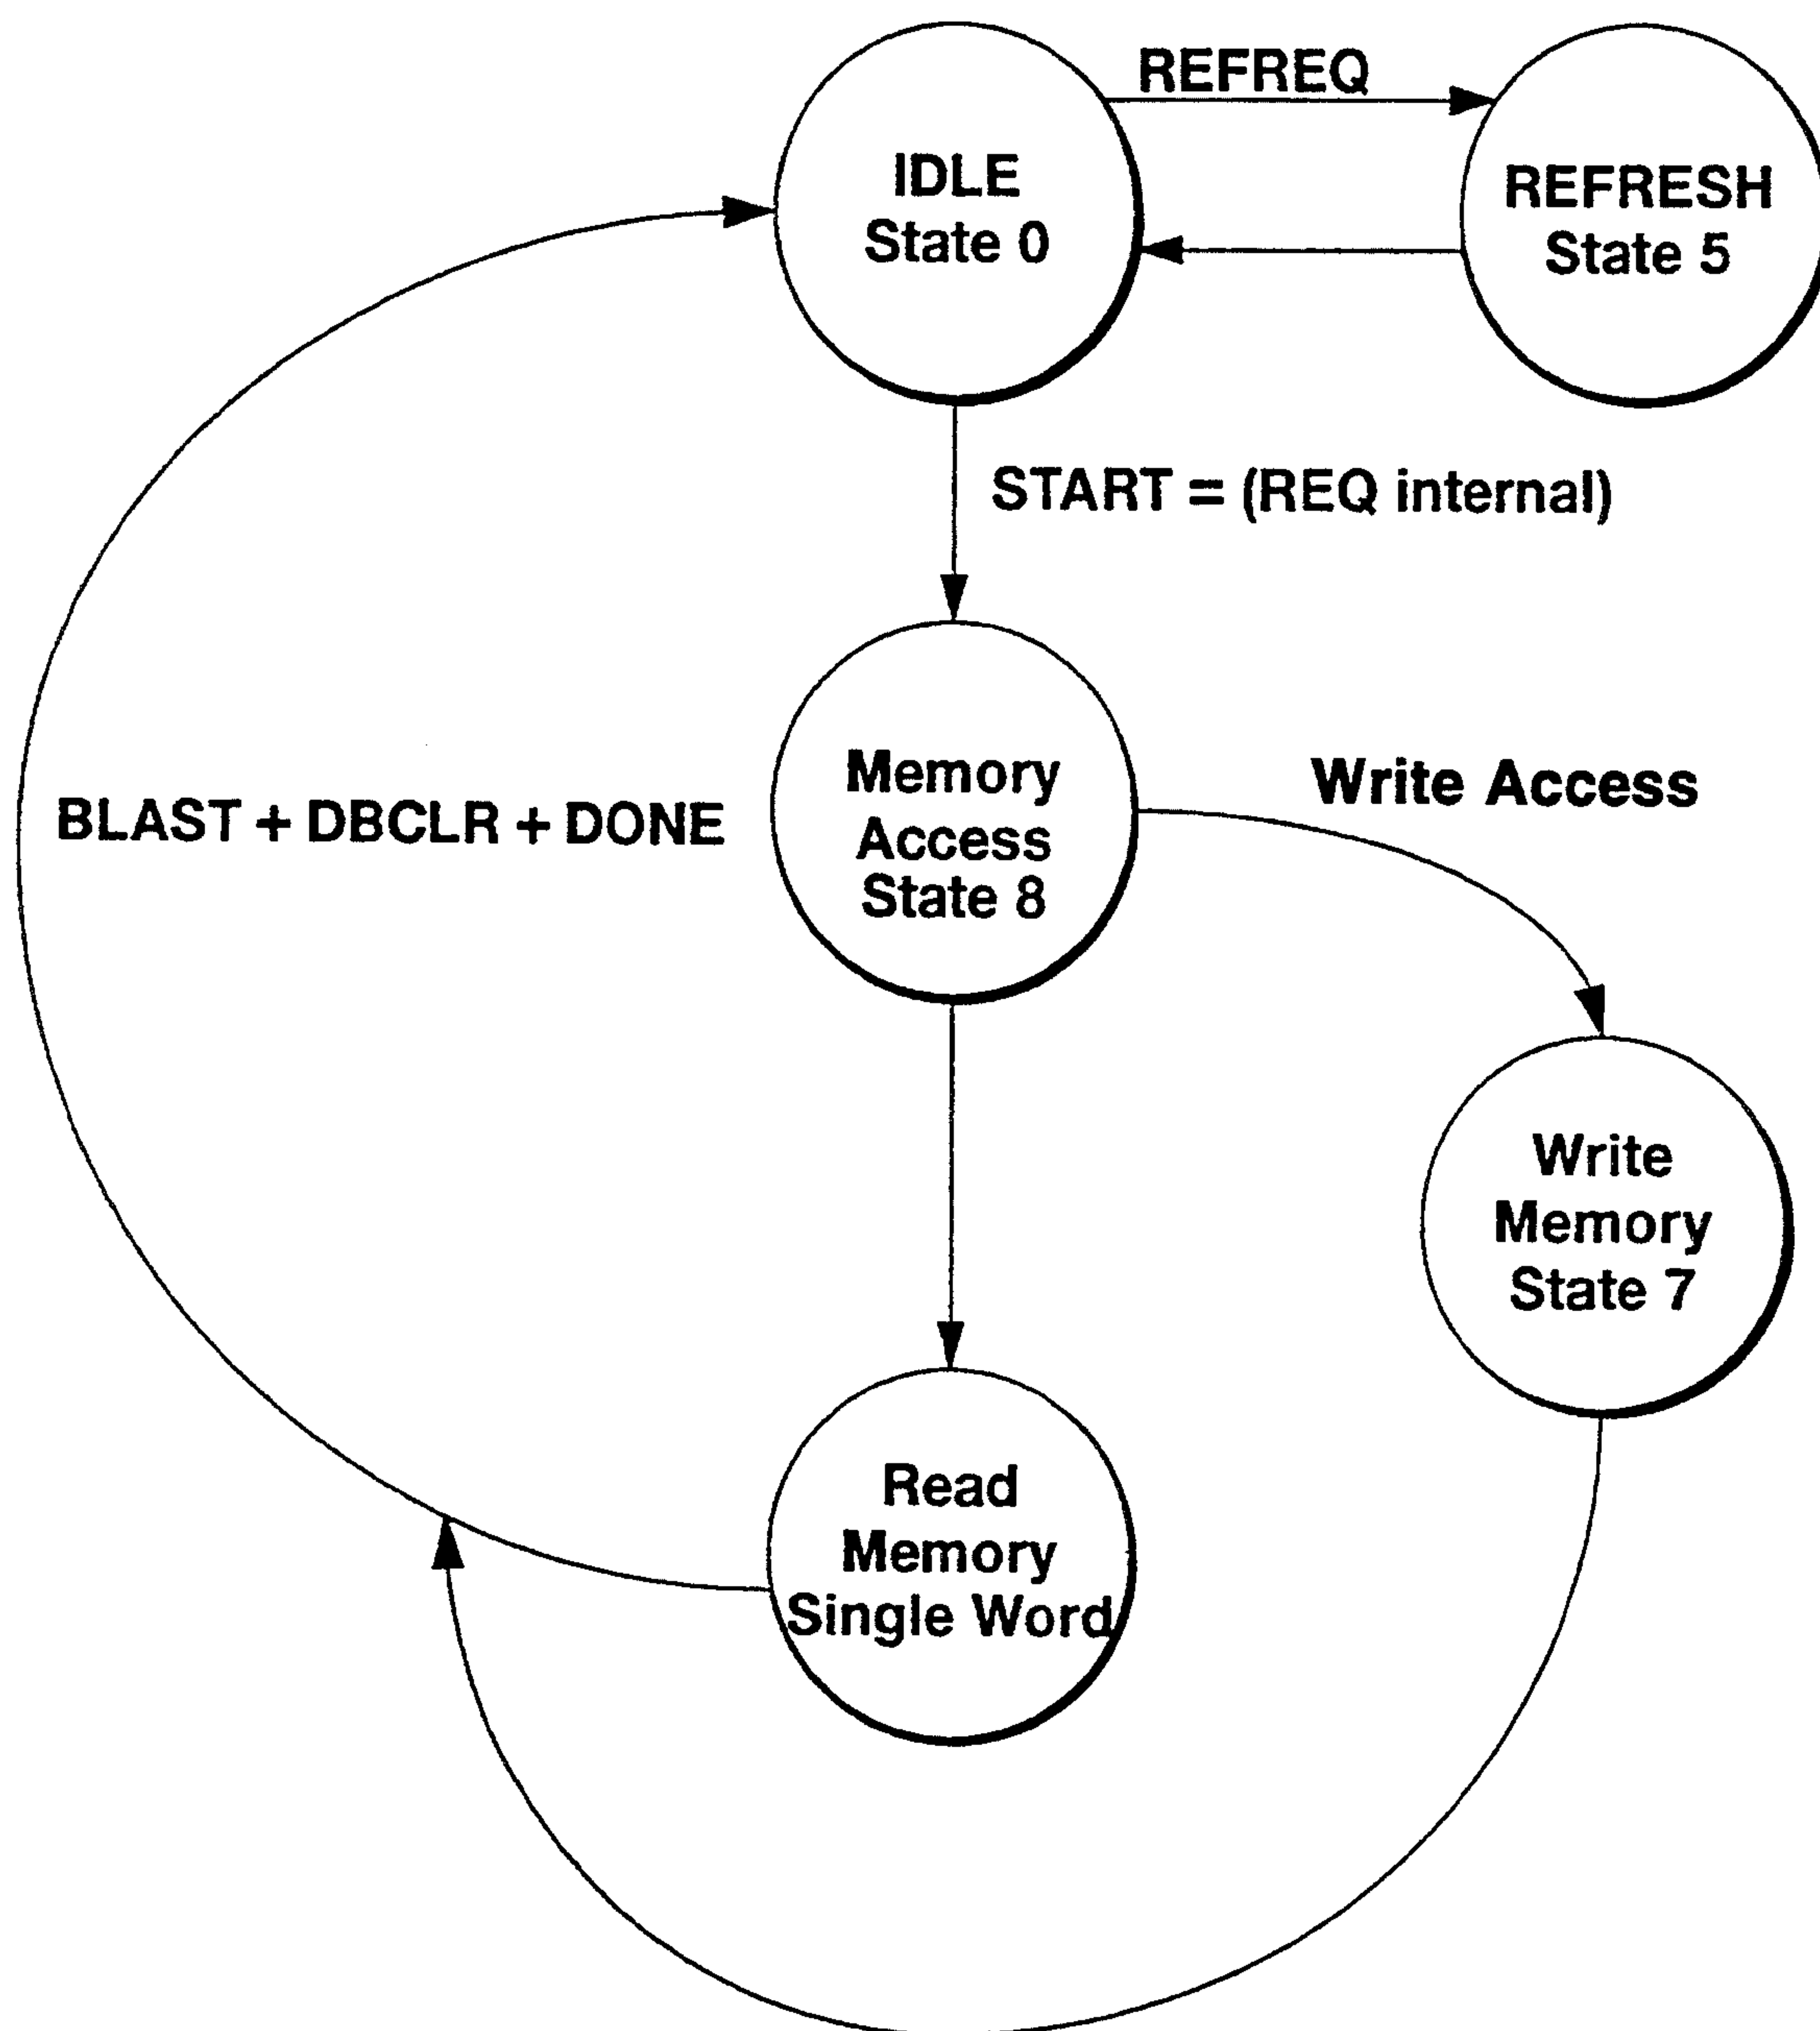 REFREQ
IDLE
State 0
REFRESH
State 5
START = (REQ internal)
Memory
Access
State 8
Write Access
BLAST + DBCLR + DONE
Write
Memory
State 7
Read
Memory
Single Word